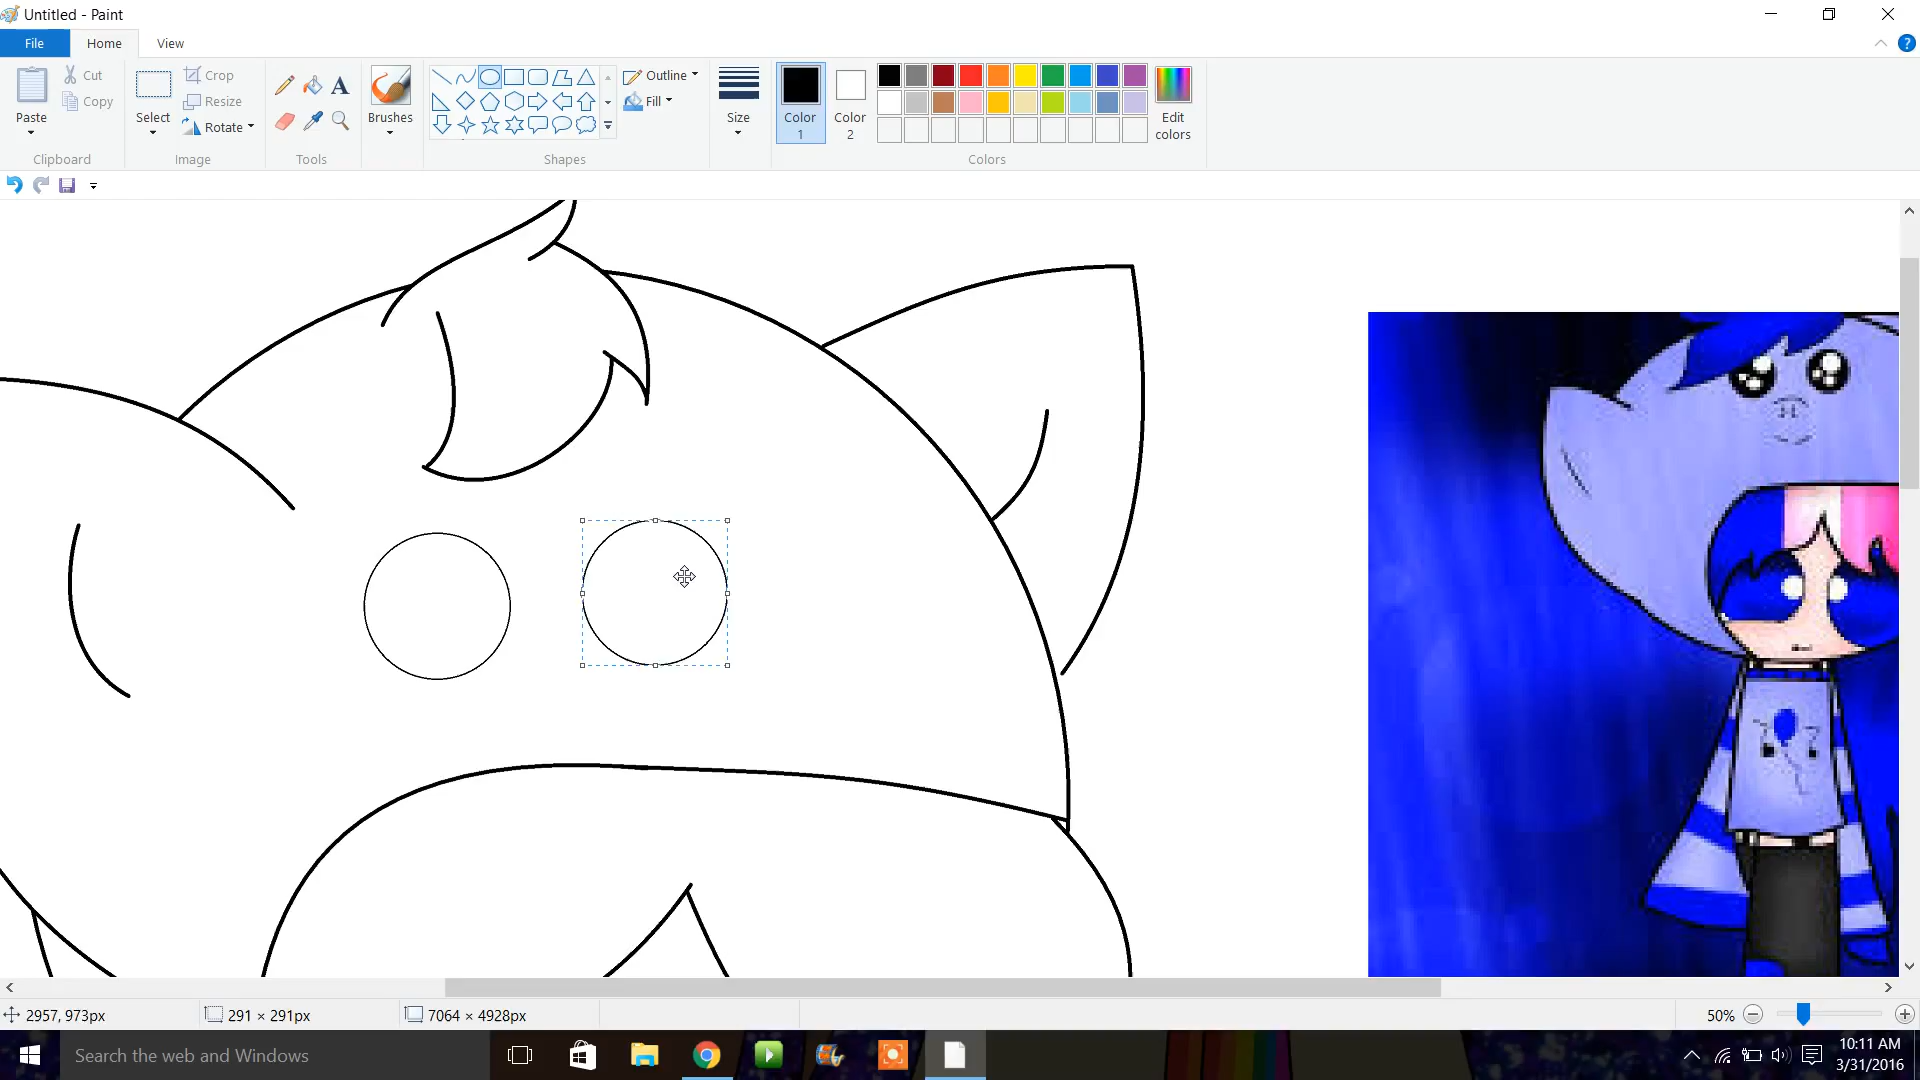 Untitled - Paint
File Home View
Paste
Cut
Copy
Clipboard
Select
Crop
Resize
Rotate
Image
A
Tools
Brushes
Shapes
Outline
Fill
Size
Color 1
Color 2
Edit colors
Colors
?
2957, 973px 291 × 291px 7064 × 4928px 50%
Search the web and Windows
10:11 AM
3/31/2016